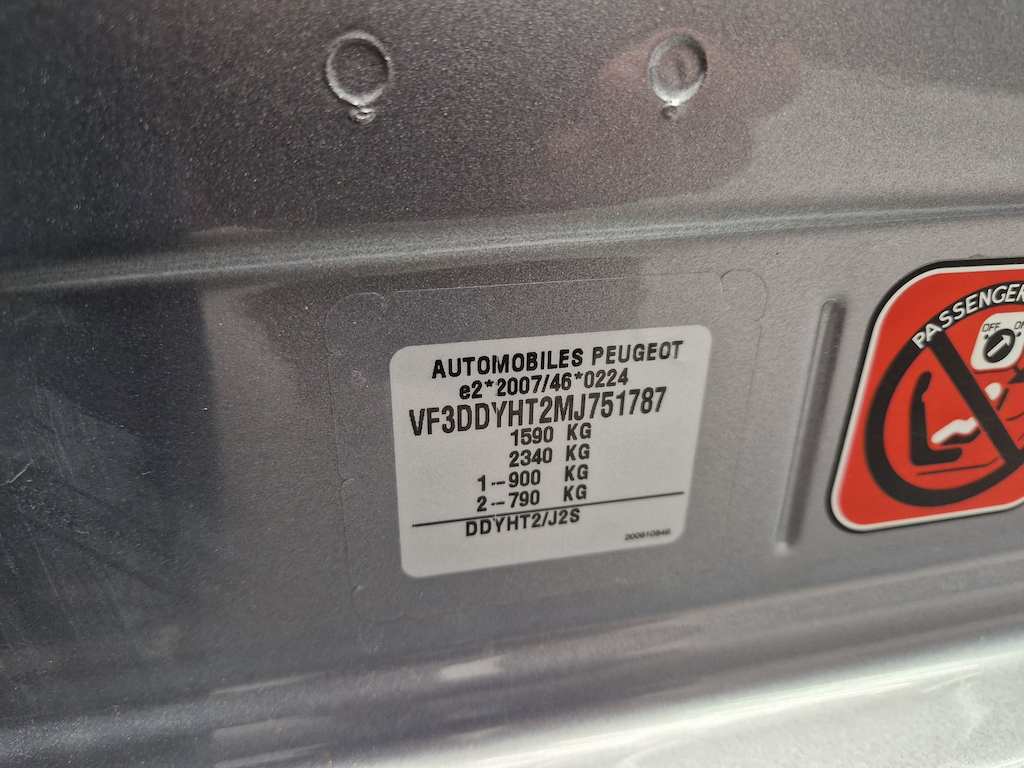 AUTOMOBILES PEUGEOT
e2*2007/46*0224
VF3DDYHT2MJ751787
1590 KG
2340 KG
1--900 KG
2--790 KG
DDYHT2/J2S
PASSENGER
OFF